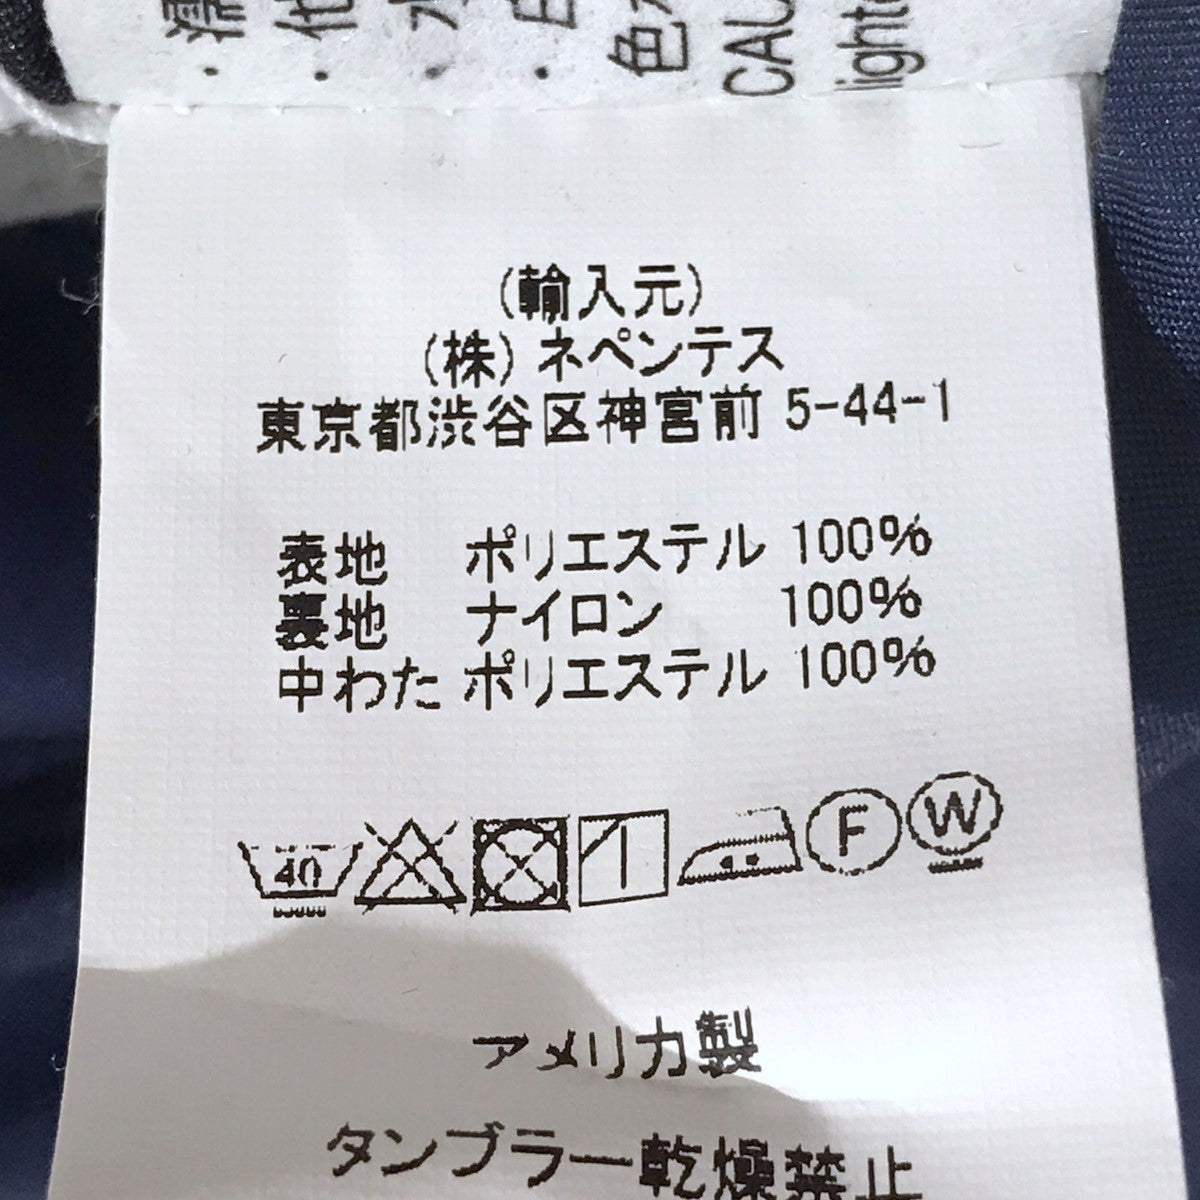 色
CAU
light
(輸入元)
(株) ネペンテス
東京都渋谷区神宮前 5-44-1
表地 ポリエステル 100%
裏地 ナイロン 100%
中わた ポリエステル 100%
40 F W
アメリカ製
タンブラー乾燥禁止